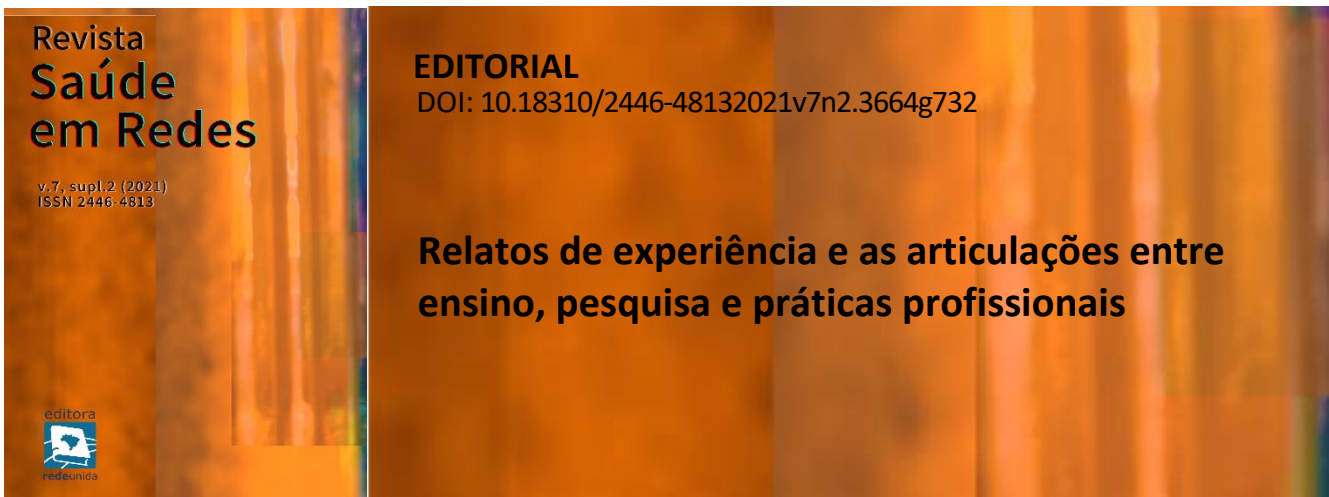 Revista
Saúde
em Redes
v.7, supl.2 (2021)
ISSN 2446-4813
editora
redeunida
EDITORIAL
DOI: 10.18310/2446-48132021v7n2.3664g732
Relatos de experiência e as articulações entre
ensino, pesquisa e práticas profissionais